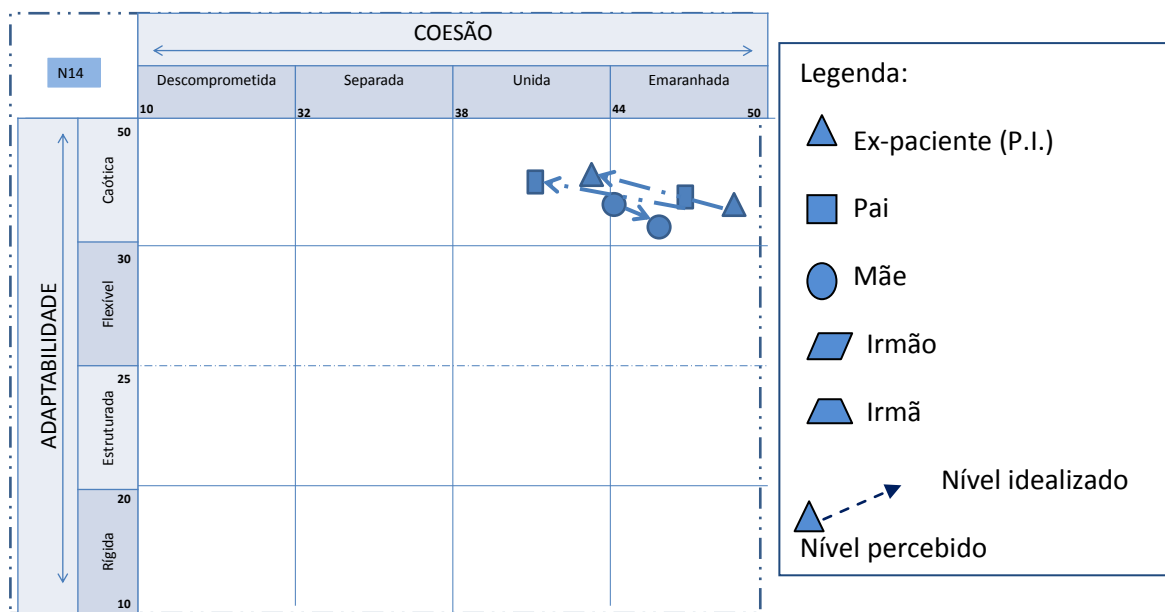 COESÃO
N14
Descomprometida
Separada
Unida
Emaranhada
10
32
38
44
50
ADAPTABILIDADE
50
Caótica
30
Flexível
25
Estruturada
20
Rígida
10
Legenda:
Ex-paciente (P.I.)
Pai
Mãe
Irmão
Irmã
Nível idealizado
Nível percebido